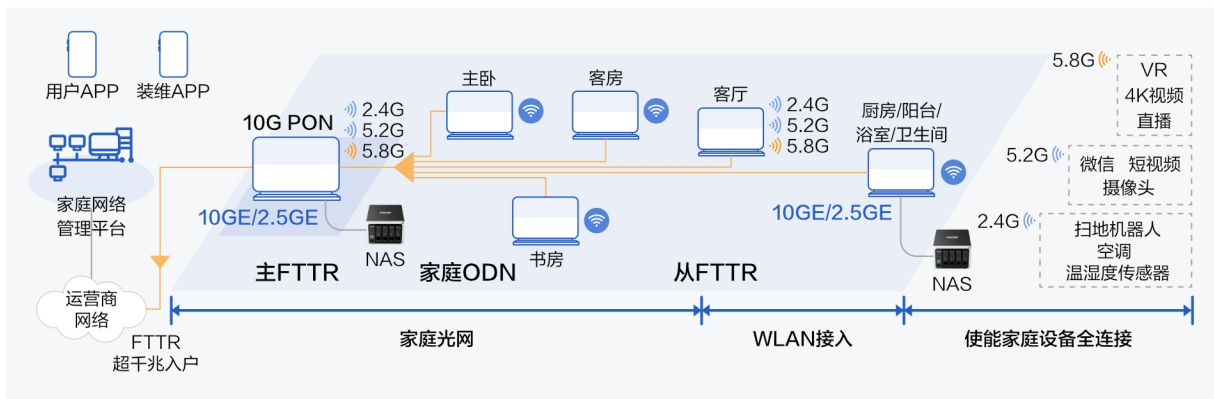 用户APP
装维APP
家庭网络
管理平台
运营商
网络
FTTR
超千兆入户
10G PON
2.4G
5.2G
5.8G
10GE/2.5GE
NAS
主FTTR
主卧
客房
书房
家庭ODN
客厅
2.4G
5.2G
5.8G
从FTTR
厨房/阳台/
浴室/卫生间
10GE/2.5GE
NAS
5.8G
VR
4K视频
直播
5.2G
微信 短视频
摄像头
2.4G
扫地机器人
空调
温湿度传感器
家庭光网
WLAN接入
使能家庭设备全连接